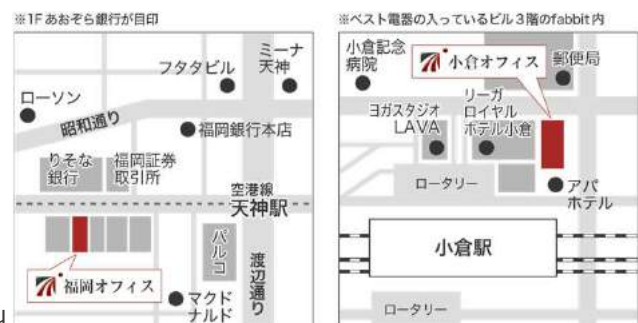 ※1F あおぞら銀行が目印
ミーナ
天神
フタタビル
ローソン
昭和通り
福岡銀行本店
りそな
銀行
福岡証券
取引所
空港線
天神駅
パルコ
渡辺通り
福岡オフィス
マクド
ナルド
※ベスト電器の入っているビル3階のfabbit内
小倉記念
病院
小倉オフィス
郵便局
ヨガスタジオ
LAVA
リーガ
ロイヤル
ホテル小倉
ロータリー
アパ
ホテル
小倉駅
ロータリー